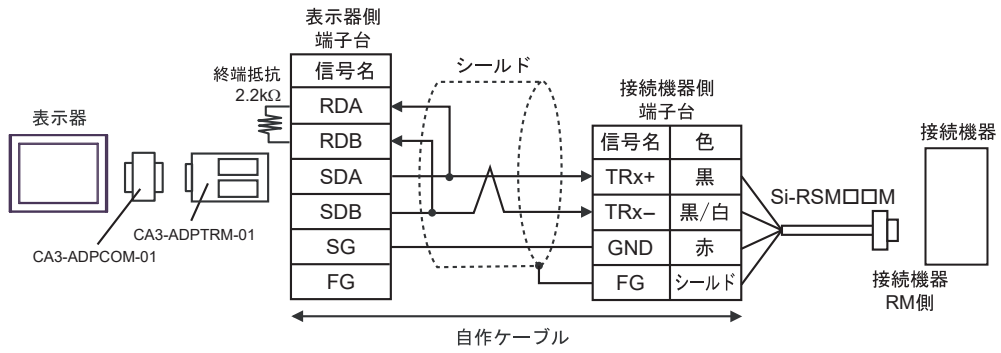 表示器
CA3-ADPCOM-01
CA3-ADPTRM-01
終端抵抗
2.2kΩ
表示器側
端子台
信号名
RDA
RDB
SDA
SDB
SG
FG
シールド
接続機器側
端子台
信号名 色
TRx+ 黒
TRx− 黒/白
GND 赤
FG シールド
Si-RSM□□M
接続機器
接続機器
RM側
自作ケーブル